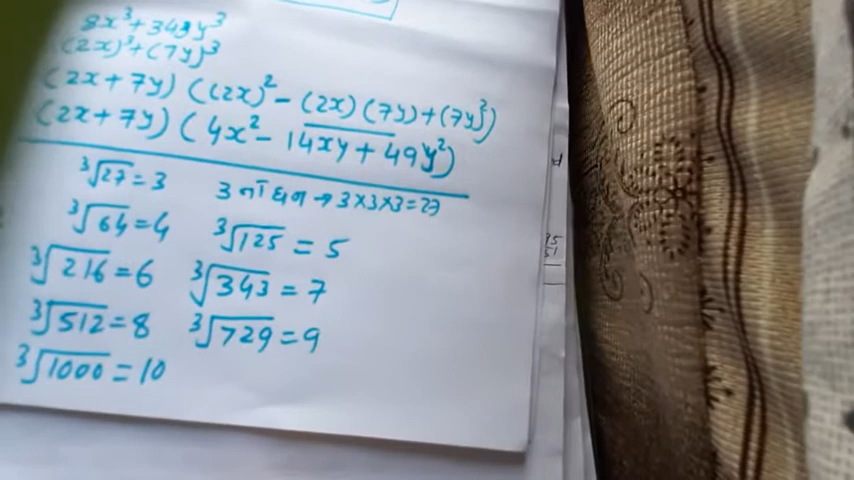 8x³+343y³
(2x)³+(7y)³
(2x+7y) ((2x)²-(2x)(7y)+(7y)²)
(2x+7y) (4x²-14xy+49y²)
∛27=3
3 નો ઘન → 3×3×3=27
∛64=4
∛125 = 5
∛216=6
∛343 = 7
∛512=8
∛729=9
∛1000=10